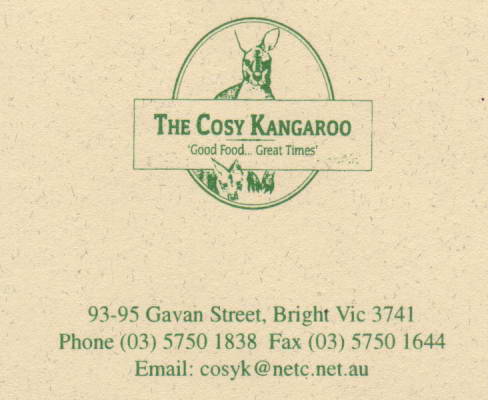 THE COSY KANGAROO
'Good Food... Great Times'
93-95 Gavan Street, Bright Vic 3741
Phone (03) 5750 1838 Fax (03) 5750 1644
Email: cosyk@netc.net.au